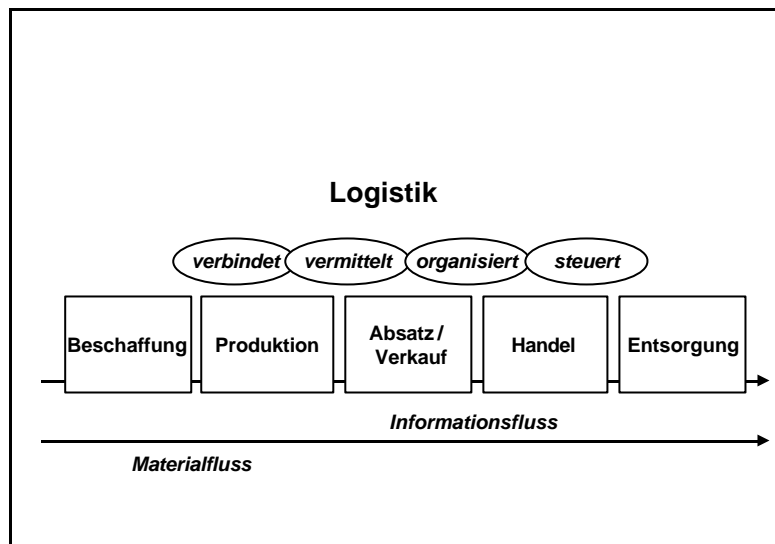 Logistik
verbindet vermittelt organisiert steuert
Beschaffung Produktion Absatz / Verkauf Handel Entsorgung
Informationsfluss
Materialfluss